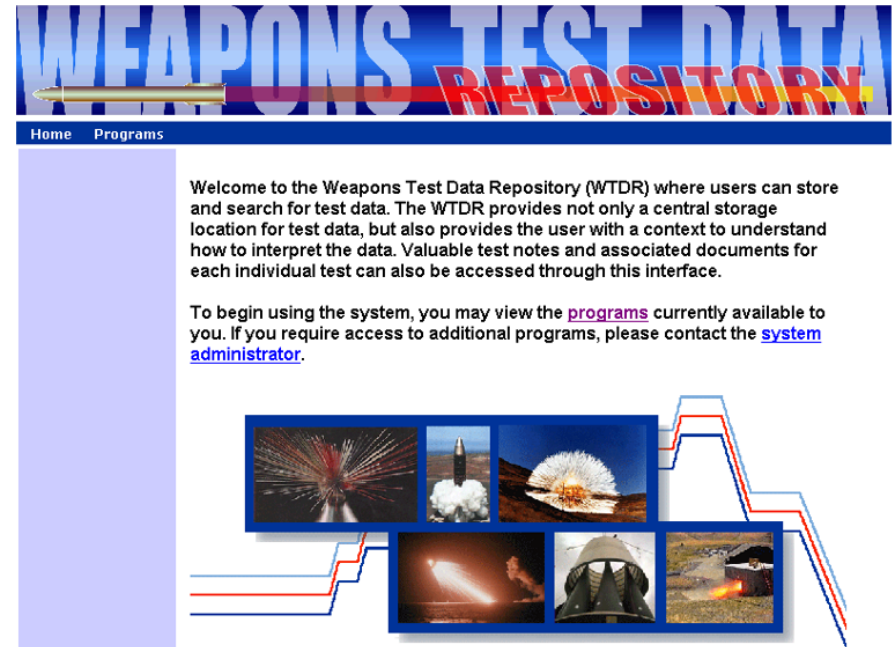 WEAPONS TEST DATA
REPOSITORY
Home Programs
Welcome to the Weapons Test Data Repository (WTDR) where users can store
and search for test data. The WTDR provides not only a central storage
location for test data, but also provides the user with a context to understand
how to interpret the data. Valuable test notes and associated documents for
each individual test can also be accessed through this interface.
To begin using the system, you may view the programs currently available to
you. If you require access to additional programs, please contact the system
administrator.